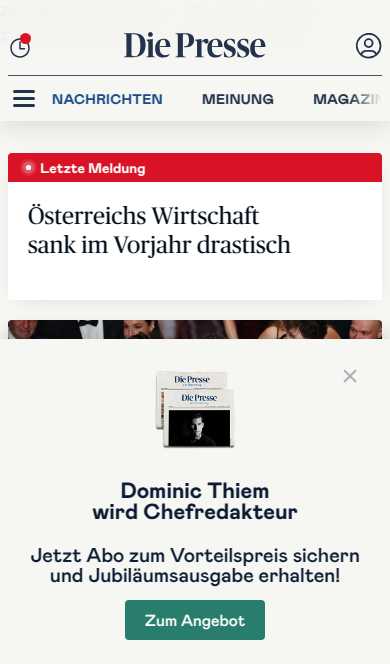 Die Presse
NACHRICHTEN MEINUNG MAGAZIN
Letzte Meldung
Österreichs Wirtschaft
sank im Vorjahr drastisch
Die Presse
Die Presse
Dominic Thiem
wird Chefredakteur
Jetzt Abo zum Vorteilspreis sichern
und Jubiläumsausgabe erhalten!
Zum Angebot